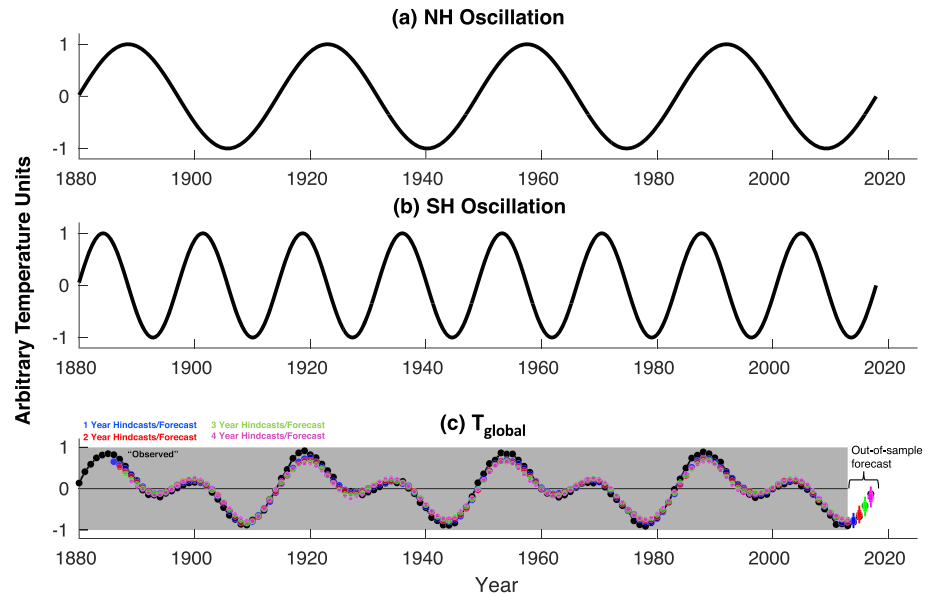 (a) NH Oscillation
1
0
-1
1880 1900 1920 1940 1960 1980 2000 2020
(b) SH Oscillation
1
0
-1
1880 1900 1920 1940 1960 1980 2000 2020
Arbitrary Temperature Units
(c) Tglobal
1 Year Hindcasts/Forecast 3 Year Hindcasts/Forecast
2 Year Hindcasts/Forecast 4 Year Hindcasts/Forecast
"Observed"
Out-of-sample
forecast
1
0
-1
1880 1900 1920 1940 1960 1980 2000 2020
Year